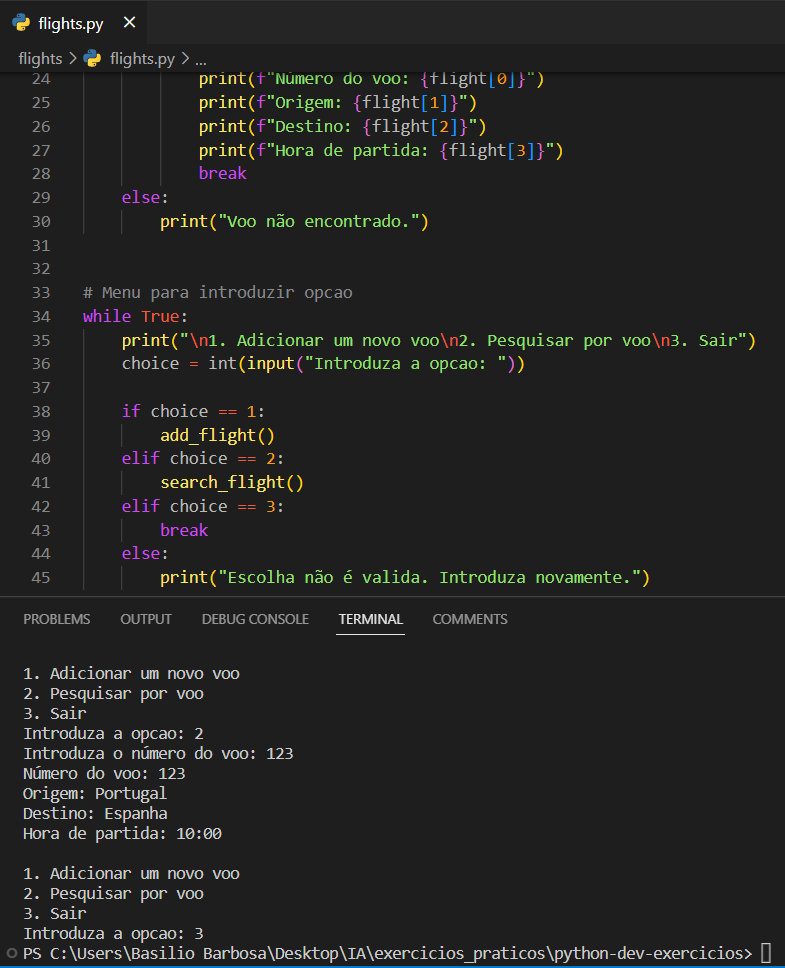 flights.py ×
flights > flights.py > ...
24 print(f"Número do voo: {flight[0]}")
25 print(f"Origem: {flight[1]}")
26 print(f"Destino: {flight[2]}")
27 print(f"Hora de partida: {flight[3]}")
28 break
29 else:
30 print("Voo não encontrado.")
31
32
33 # Menu para introduzir opcao
34 while True:
35 print("\n1. Adicionar um novo voo\n2. Pesquisar por voo\n3. Sair")
36 choice = int(input("Introduza a opcao: "))
37
38 if choice == 1:
39 add_flight()
40 elif choice == 2:
41 search_flight()
42 elif choice == 3:
43 break
44 else:
45 print("Escolha não é valida. Introduza novamente.")
PROBLEMS OUTPUT DEBUG CONSOLE TERMINAL COMMENTS
1. Adicionar um novo voo
2. Pesquisar por voo
3. Sair
Introduza a opcao: 2
Introduza o número do voo: 123
Número do voo: 123
Origem: Portugal
Destino: Espanha
Hora de partida: 10:00
1. Adicionar um novo voo
2. Pesquisar por voo
3. Sair
Introduza a opcao: 3
PS C:\Users\Basilio Barbosa\Desktop\IA\exercicios_praticos\python-dev-exercicios>